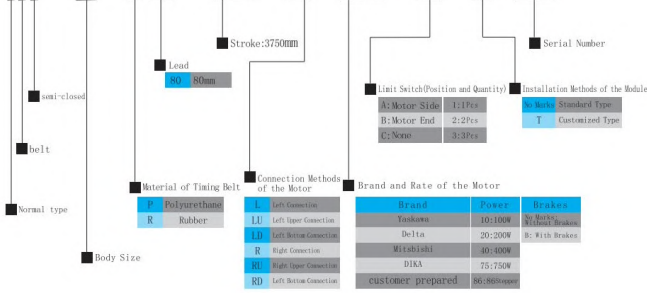 Stroke:3750mm
Serial Number
Lead
80 80mm
semi-closed
Limit Switch(Position and Quantity)
A:Motor Side 1:1Pcs
B:Motor End 2:2Pcs
C:None 3:3Pcs
Installation Methods of the Module
No Marks Standard Type
T Customized Type
belt
Material of Timing Belt
P Polyurethane
R Rubber
Connection Methods
of the Motor
L Left Connection
LU Left Upper Connection
LD Left Bottom Connection
R Right Connection
RU Right Upper Connection
RD Left Bottom Connection
Brand and Rate of the Motor
Brand Power Brakes
Yaskawa 10:100W No Marks:
Without Brakes
Delta 20:200W B: With Brakes
Mitsbishi 40:400W
DIKA 75:750W
customer prepared 86:86Stepper
Normal type
Body Size